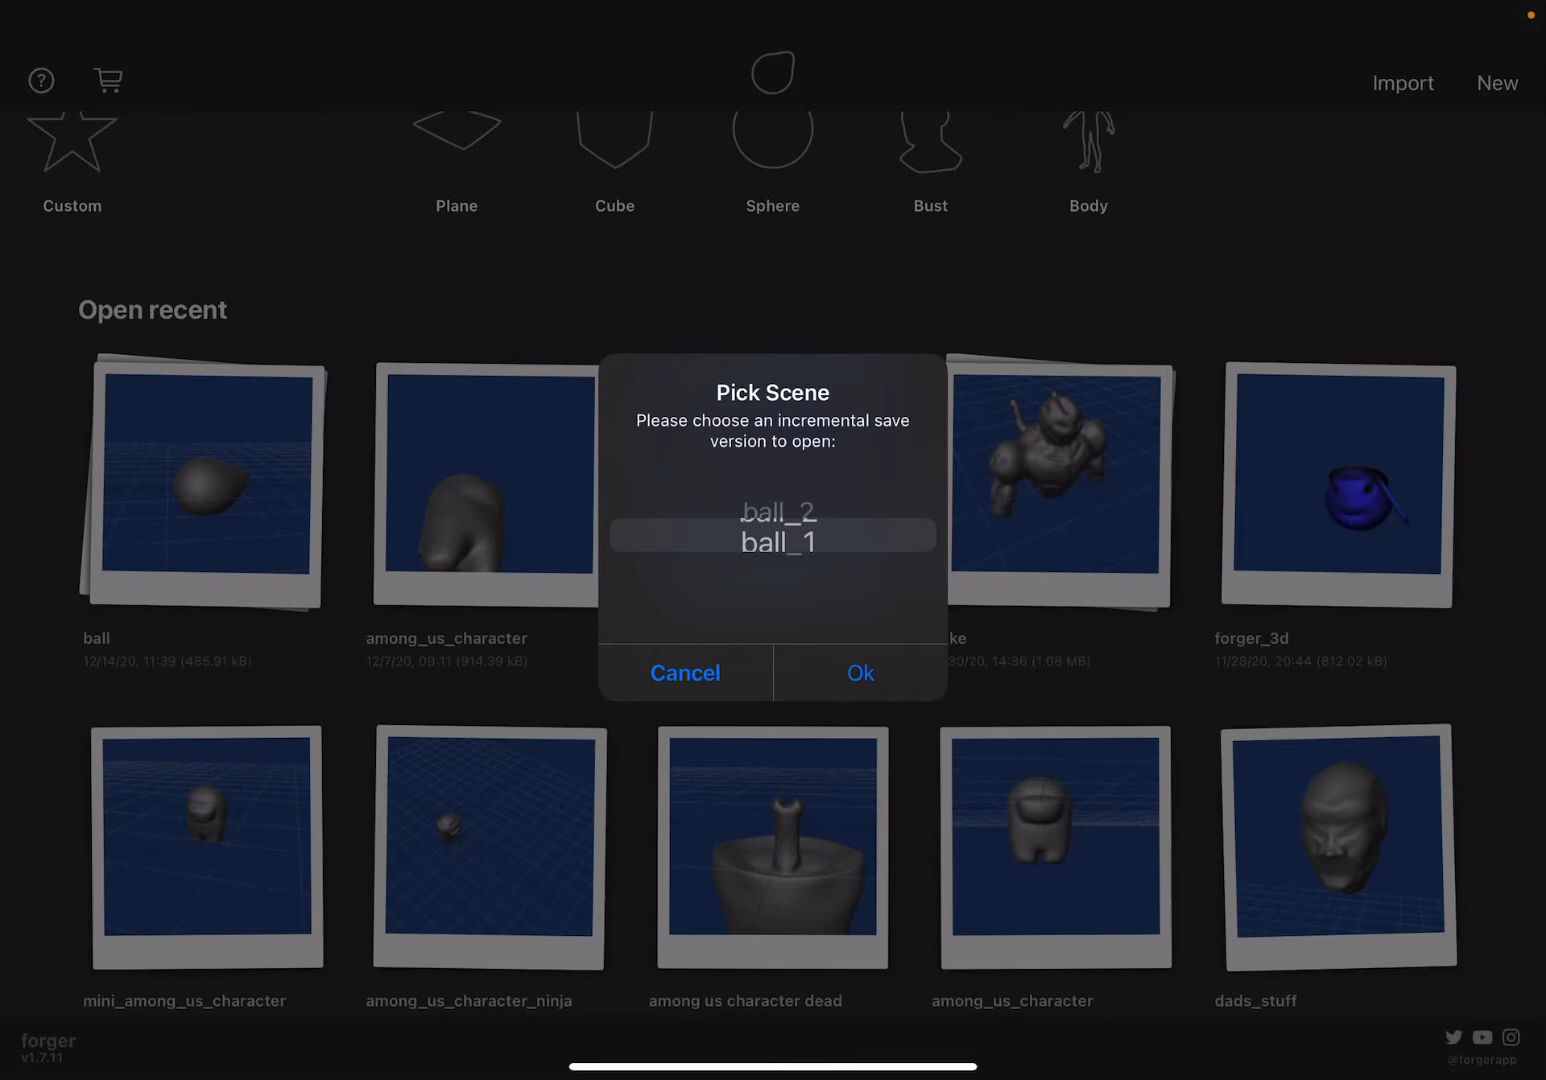 ?
Import
New
Custom
Plane
Cube
Sphere
Bust
Body
Open recent
Pick Scene
Please choose an incremental save
version to open:
ball_2
ball_1
Cancel
Ok
ball
12/14/20, 11:39 (485.91 kB)
among_us_character
12/7/20, 09:11 (914.39 kB)
ke
30/20, 14:36 (1.08 MB)
forger_3d
11/28/20, 20:44 (812.02 kB)
mini_among_us_character
among_us_character_ninja
among us character dead
among_us_character
dads_stuff
forger
v1.7.11
@forgerapp